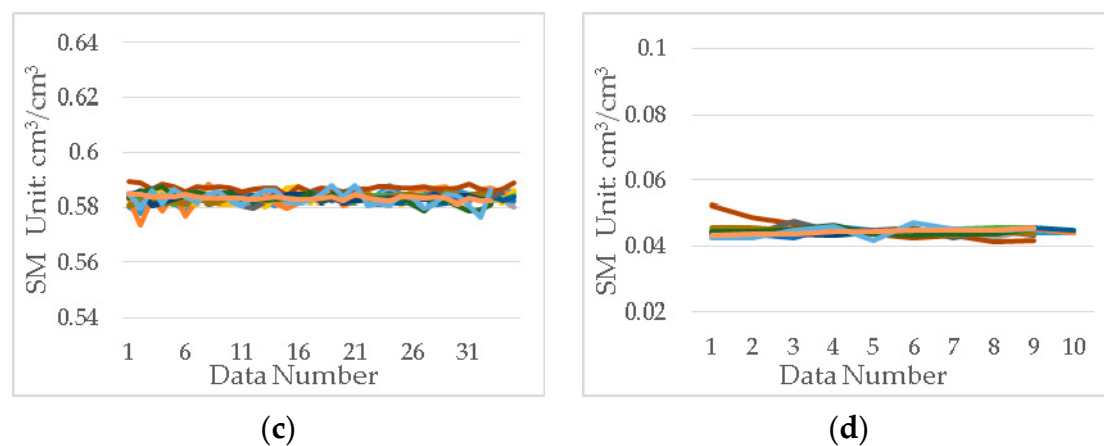 0.64
0.62
0.6
0.58
0.56
0.54
SM Unit: cm³/cm³
1 6 11 16 21 26 31
Data Number
(c)
0.1
0.08
0.06
0.04
0.02
SM Unit: cm³/cm³
1 2 3 4 5 6 7 8 9 10
Data Number
(d)